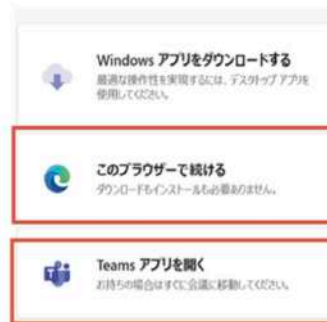 Windows アプリをダウンロードする
最適な操作性を実現するには、デスクトップ アプリを
使用してください。
このブラウザーで続ける
ダウンロードもインストールも必要ありません。
Teams アプリを開く
お持ちの場合はすぐに会議に移動してください。